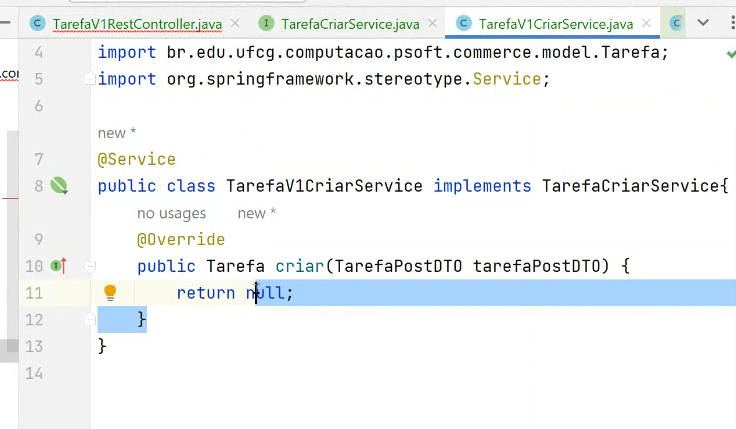 TarefaV1RestController.java TarefaCriarService.java TarefaV1CriarService.java
4 import br.edu.ufcg.computacao.psoft.commerce.model.Tarefa;
.com
5 import org.springframework.stereotype.Service;
6
new *
7 @Service
8 public class TarefaV1CriarService implements TarefaCriarService{
no usages new *
9 @Override
10 public Tarefa criar(TarefaPostDTO tarefaPostDTO) {
11 return null;
12 }
13 }
14